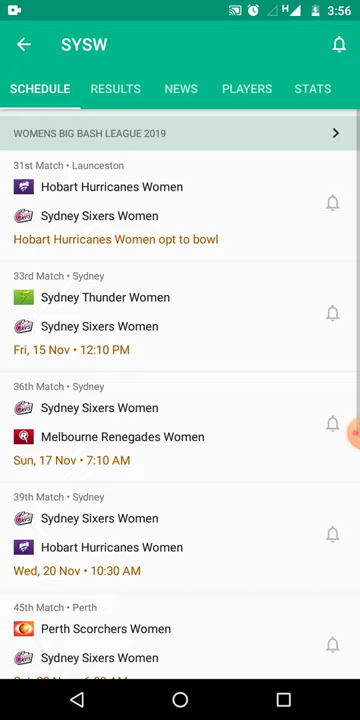 H
3:56
SYSW
SCHEDULE RESULTS NEWS PLAYERS STATS
WOMENS BIG BASH LEAGUE 2019
31st Match • Launceston
Hobart Hurricanes Women
Sydney Sixers Women
Hobart Hurricanes Women opt to bowl
33rd Match • Sydney
Sydney Thunder Women
Sydney Sixers Women
Fri, 15 Nov • 12:10 PM
36th Match • Sydney
Sydney Sixers Women
Melbourne Renegades Women
Sun, 17 Nov • 7:10 AM
39th Match • Sydney
Sydney Sixers Women
Hobart Hurricanes Women
Wed, 20 Nov • 10:30 AM
45th Match • Perth
Perth Scorchers Women
Sydney Sixers Women